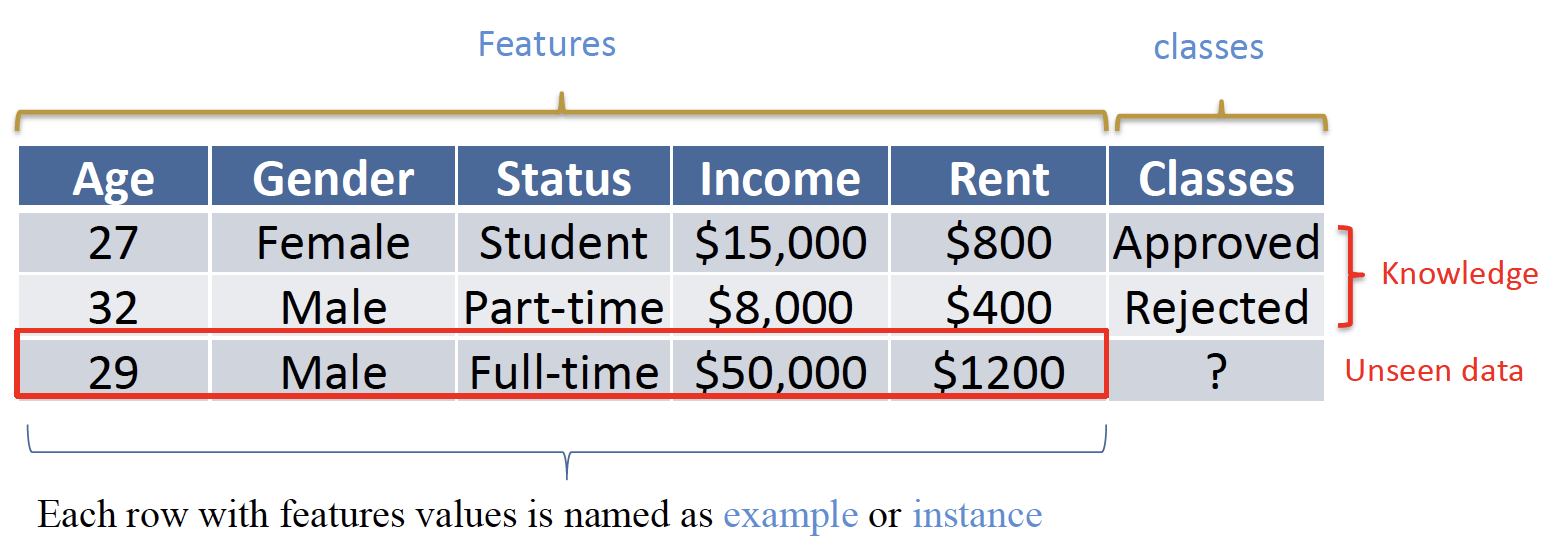 Features classes
Age Gender Status Income Rent Classes
27 Female Student $15,000 $800 Approved
Knowledge
32 Male Part-time $8,000 $400 Rejected
29 Male Full-time $50,000 $1200 ? Unseen data
Each row with features values is named as example or instance